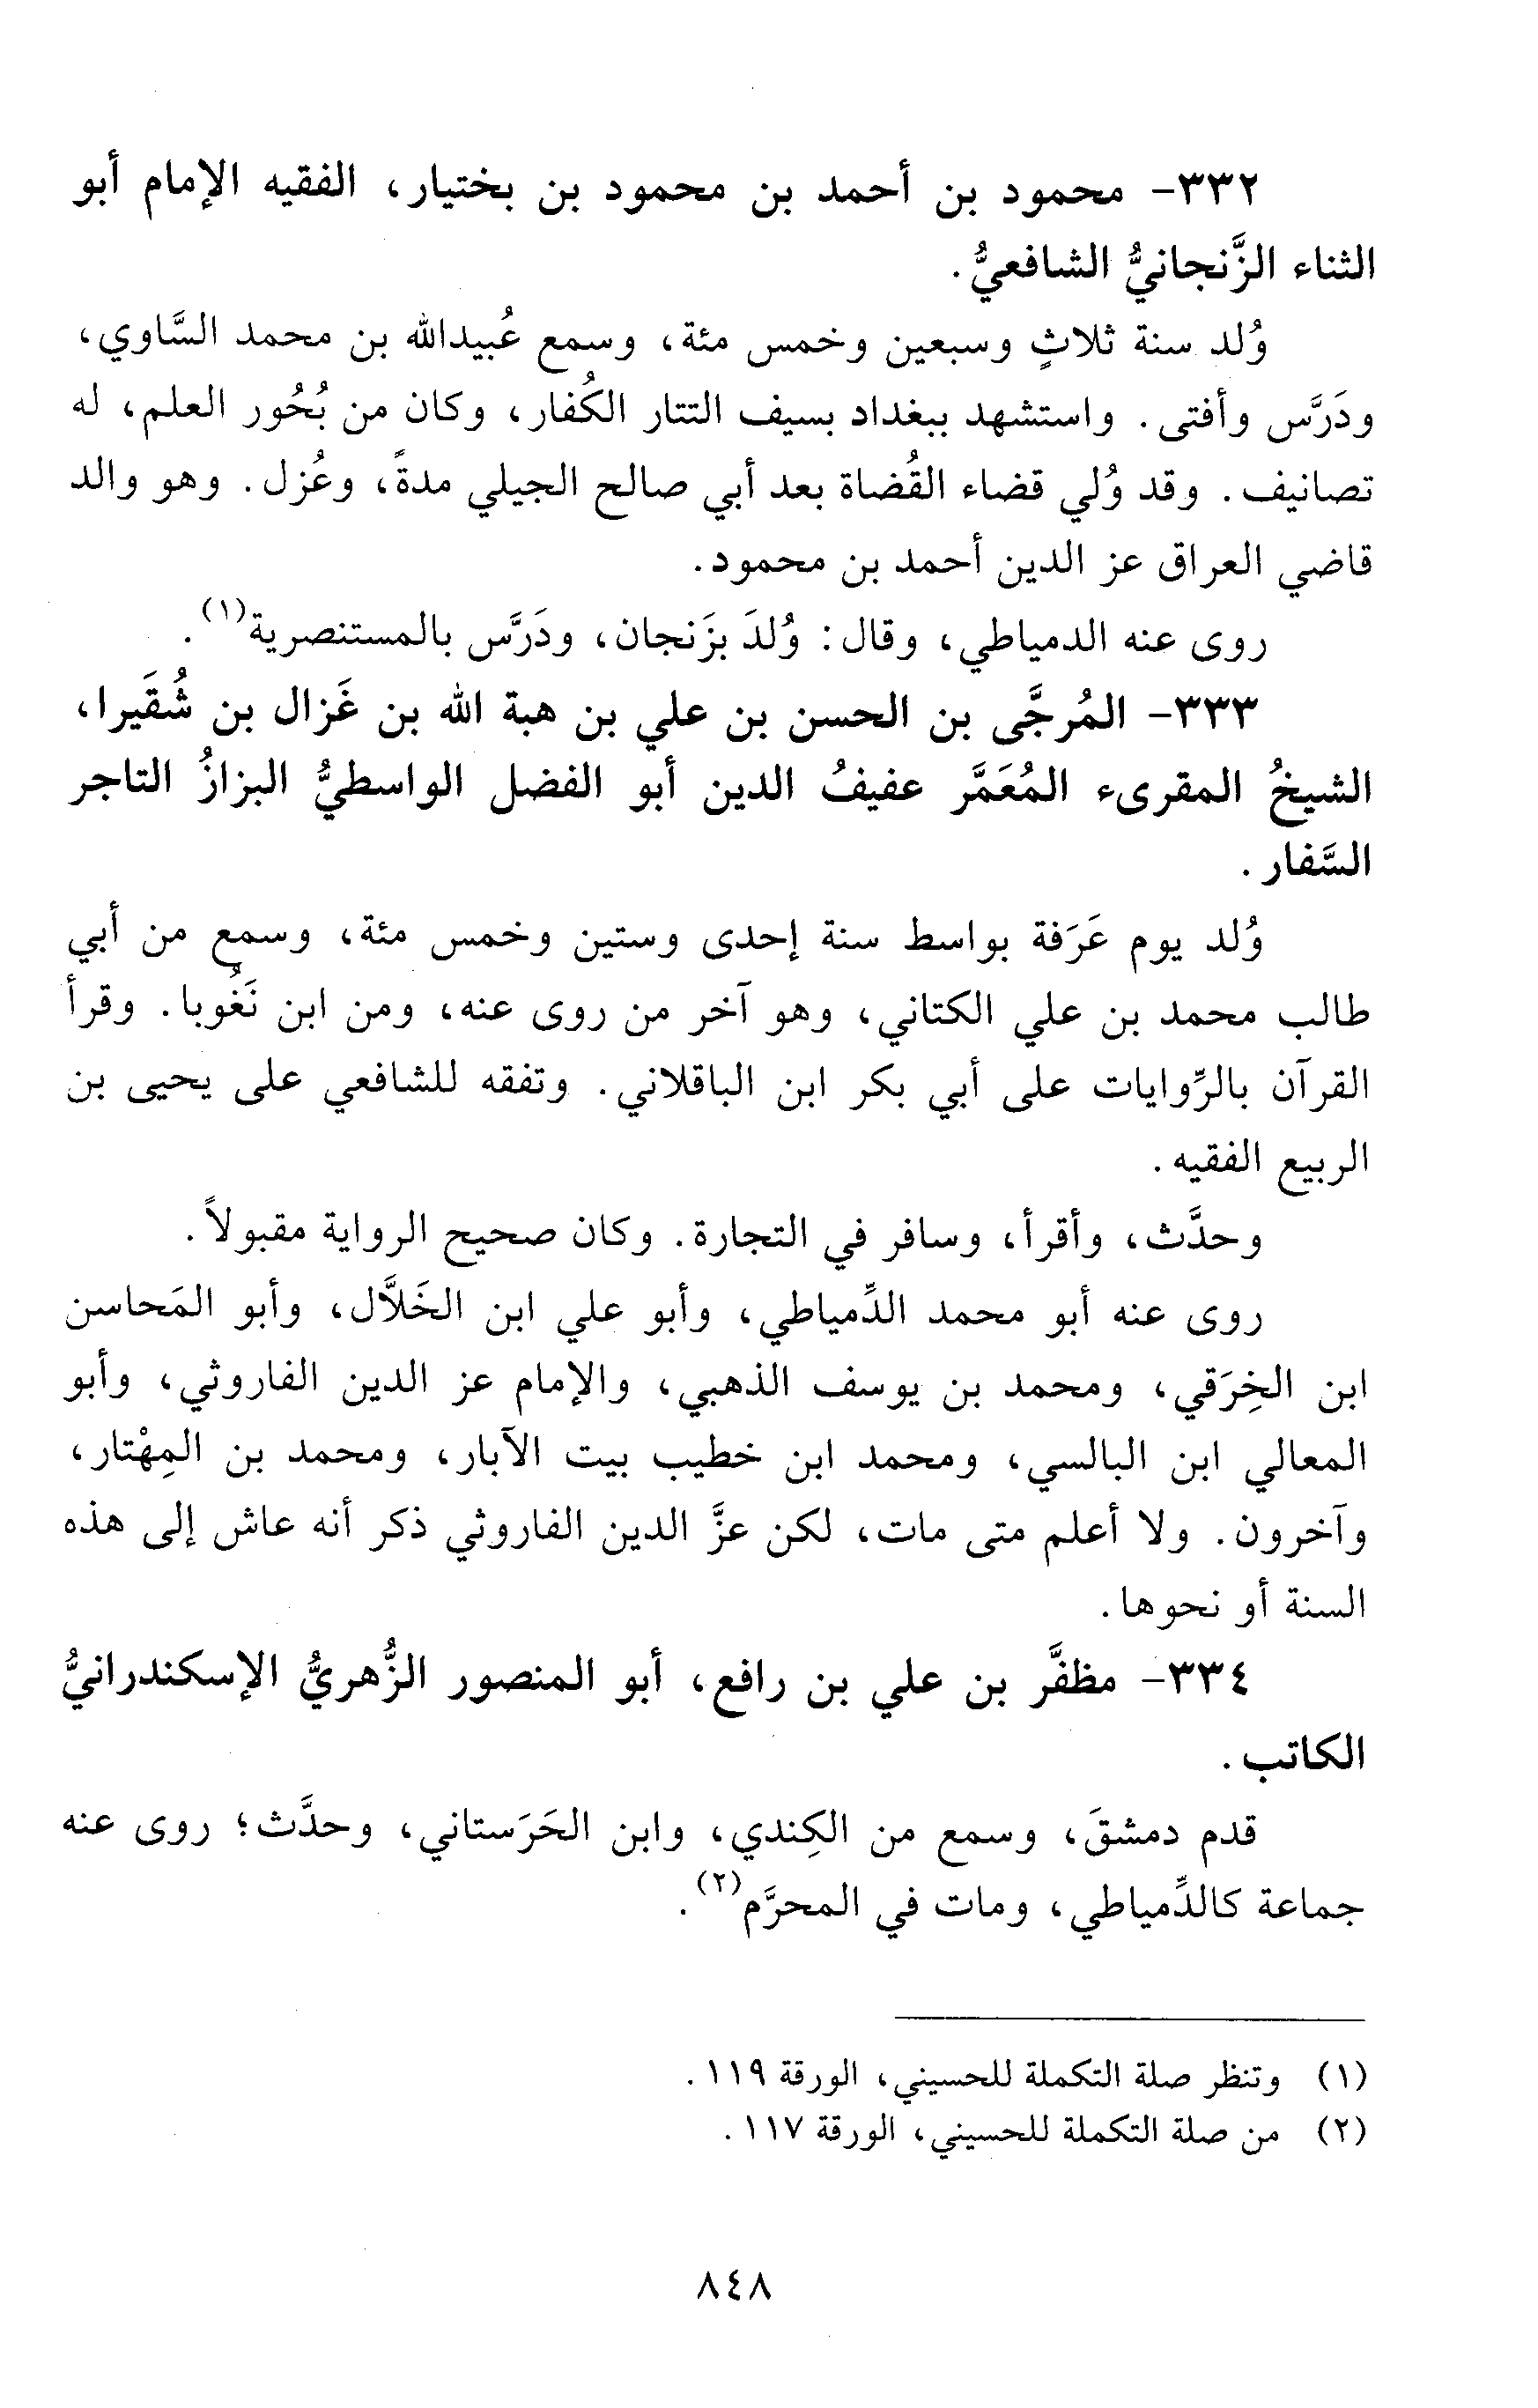 ٣٣٢- محمود بن أحمد بن محمود بن بختيار، الفقيه الإمام أبو
الثناء الزَّنجانيُّ الشافعيُّ.
وُلد سنة ثلاثٍ وسبعين وخمس مئة، وسمع عُبيدالله بن محمد السَّاوي،
ودَرَّس وأفتى. واستشهد ببغداد بسيف التتار الكُفار، وكان من بُحُور العلم، له
تصانيف. وقد وُلي قضاء القُضاة بعد أبي صالح الجيلي مدةً، وعُزل. وهو والد
قاضي العراق عز الدين أحمد بن محمود.
روى عنه الدمياطي، وقال: وُلدَ بزَنجان، ودَرَّس بالمستنصرية(١).
٣٣٣- المُرجَّى بن الحسن بن علي بن هبة الله بن غَزال بن شُقَيرا،
الشيخُ المقرىء المُعَمَّر عفيفُ الدين أبو الفضل الواسطيُّ البزازُ التاجر
السَّفار.
وُلد يوم عَرَفة بواسط سنة إحدى وستين وخمس مئة، وسمع من أبي
طالب محمد بن علي الكتاني، وهو آخر من روى عنه، ومن ابن نَغُوبا. وقرأ
القرآن بالرِّوايات على أبي بكر ابن الباقلاني. وتفقه للشافعي على يحيى بن
الربيع الفقيه.
وحدَّث، وأقرأ، وسافر في التجارة. وكان صحيح الرواية مقبولاً.
روى عنه أبو محمد الدِّمياطي، وأبو علي ابن الخَلاَّل، وأبو المَحاسن
ابن الخِرَقي، ومحمد بن يوسف الذهبي، والإمام عز الدين الفاروثي، وأبو
المعالي ابن البالسي، ومحمد ابن خطيب بيت الآبار، ومحمد بن المِهْتار،
وآخرون. ولا أعلم متى مات، لكن عزَّ الدين الفاروثي ذكر أنه عاش إلى هذه
السنة أو نحوها.
٣٣٤- مظفَّر بن علي بن رافع، أبو المنصور الزُّهريُّ الإسكندرانيُّ
الكاتب.
قدم دمشقَ، وسمع من الكِندي، وابن الحَرَستاني، وحدَّث؛ روى عنه
جماعة كالدِّمياطي، ومات في المحرَّم(٢).
(١) وتنظر صلة التكملة للحسيني، الورقة ١١٩.
(٢) من صلة التكملة للحسيني، الورقة ١١٧.
٨٤٨